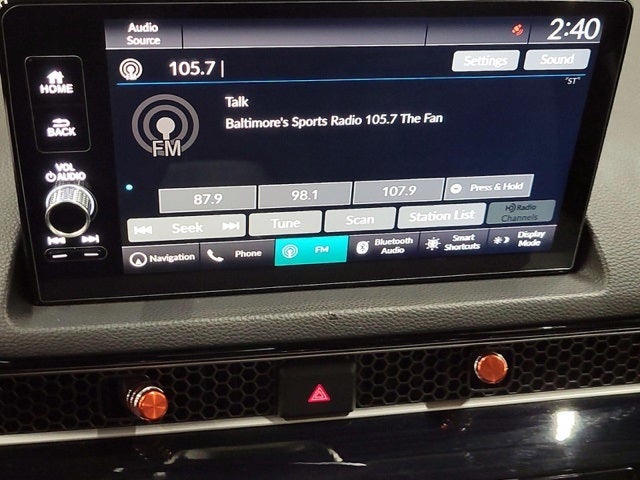 Audio
Source
2:40
105.7
Settings
Sound
"ST"
HOME
BACK
VOL
AUDIO
Talk
Baltimore's Sports Radio 105.7 The Fan
FM
87.9
98.1
107.9
Press & Hold
Seek
Tune
Scan
Station List
HD Radio
Channels
Navigation
Phone
FM
Bluetooth
Audio
Smart
Shortcuts
Display
Mode